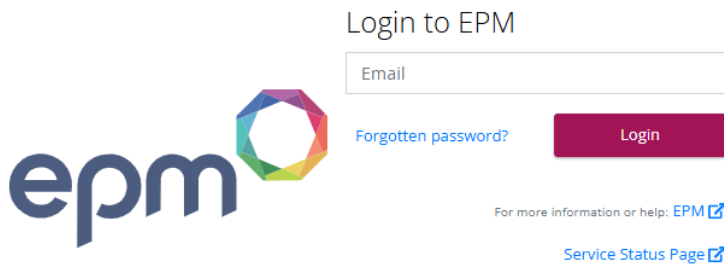 Login to EPM
Email
Forgotten password?
Login
epm
For more information or help: EPM
Service Status Page